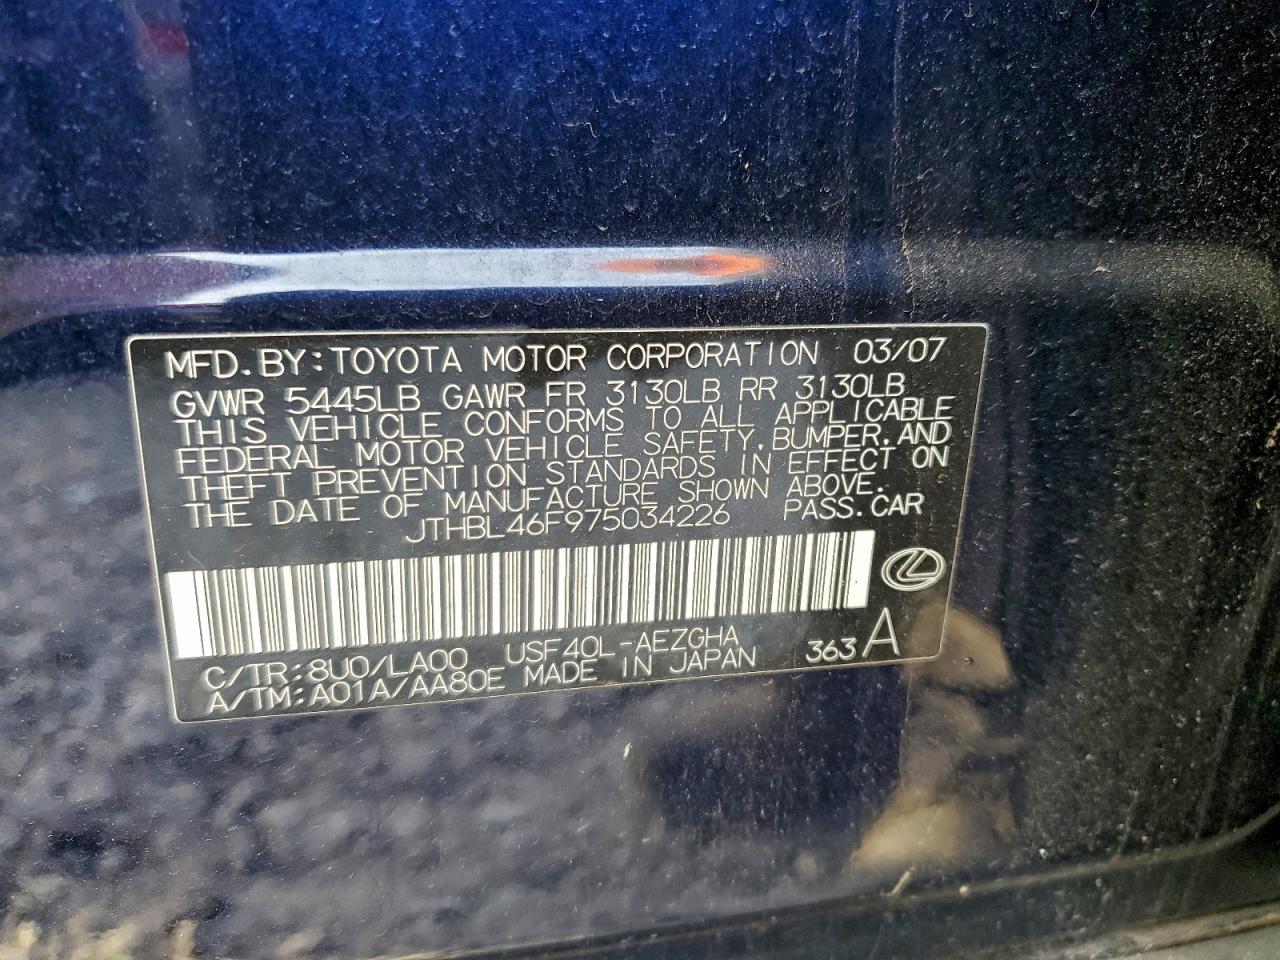 MFD. BY: TOYOTA MOTOR CORPORATION 03/07
GVWR 5445LB GAWR FR 3130LB RR 3130LB
THIS VEHICLE CONFORMS TO ALL APPLICABLE
FEDERAL MOTOR VEHICLE SAFETY, BUMPER, AND
THEFT PREVENTION STANDARDS IN EFFECT ON
THE DATE OF MANUFACTURE SHOWN ABOVE.
JTHBL46F975034226 PASS. CAR
C/TR: 8U0/LA00 USF40L-AEZGHA 363 A
A/TM: A01A/AA80E MADE IN JAPAN